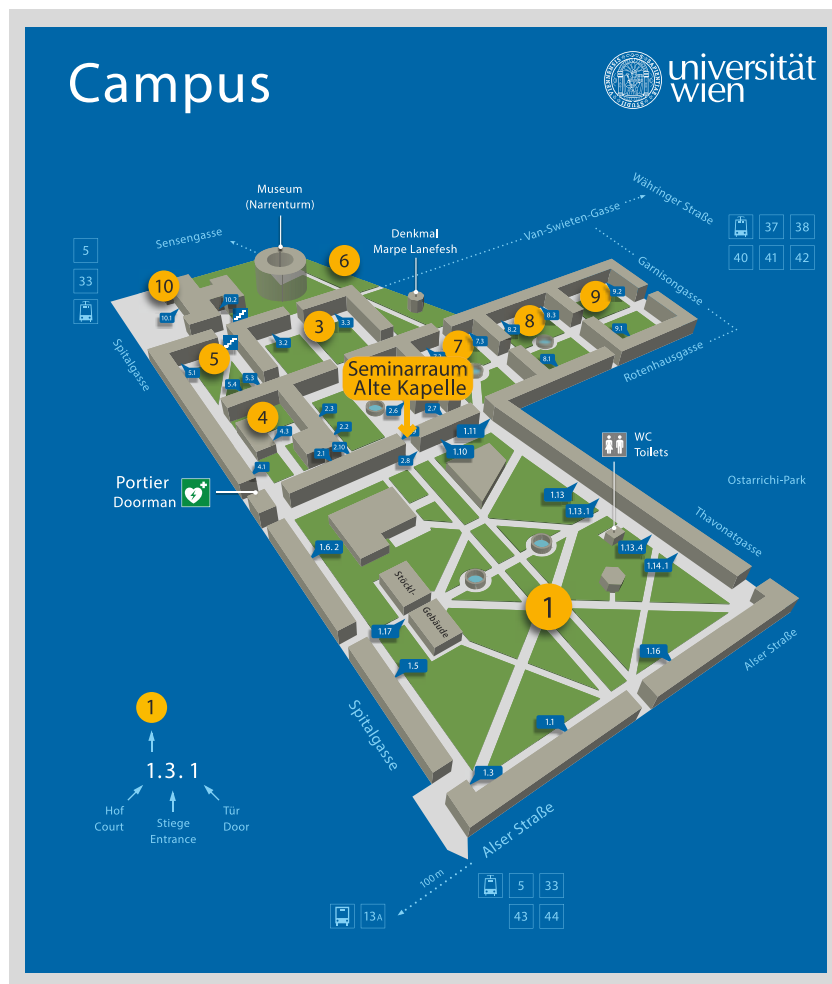 Campus
universität
wien
Museum
(Narrenturm)
Denkmal
Marpe Lanefesh
Sensengasse
Van-Swieten-Gasse
Währinger Straße
37
38
40
41
42
5
33
Garnisongasse
Rotenhausgasse
Spitalgasse
10
10.1
10.2
6
3
3.2
3.3
5
5.1
5.3
5.4
7
7.3
8
8.1
8.2
8.3
9
9.1
9.2
Seminarraum
Alte Kapelle
4
4.1
4.3
2.1
2.10
2.2
2.3
2.6
2.7
2.8
1.11
1.10
Portier
Doorman
WC
Toilets
Ostarrichi-Park
Thavonatgasse
1.13
1.13.1
1.13.4
1.14.1
1.6.2
Stöckl-
Gebäude
1
1.17
1.5
1.16
1.1
1.3
Alser Straße
Spitalgasse
Alser Straße
1
1.3.1
Hof
Court
Stiege
Entrance
Tür
Door
100 m
13A
5
33
43
44